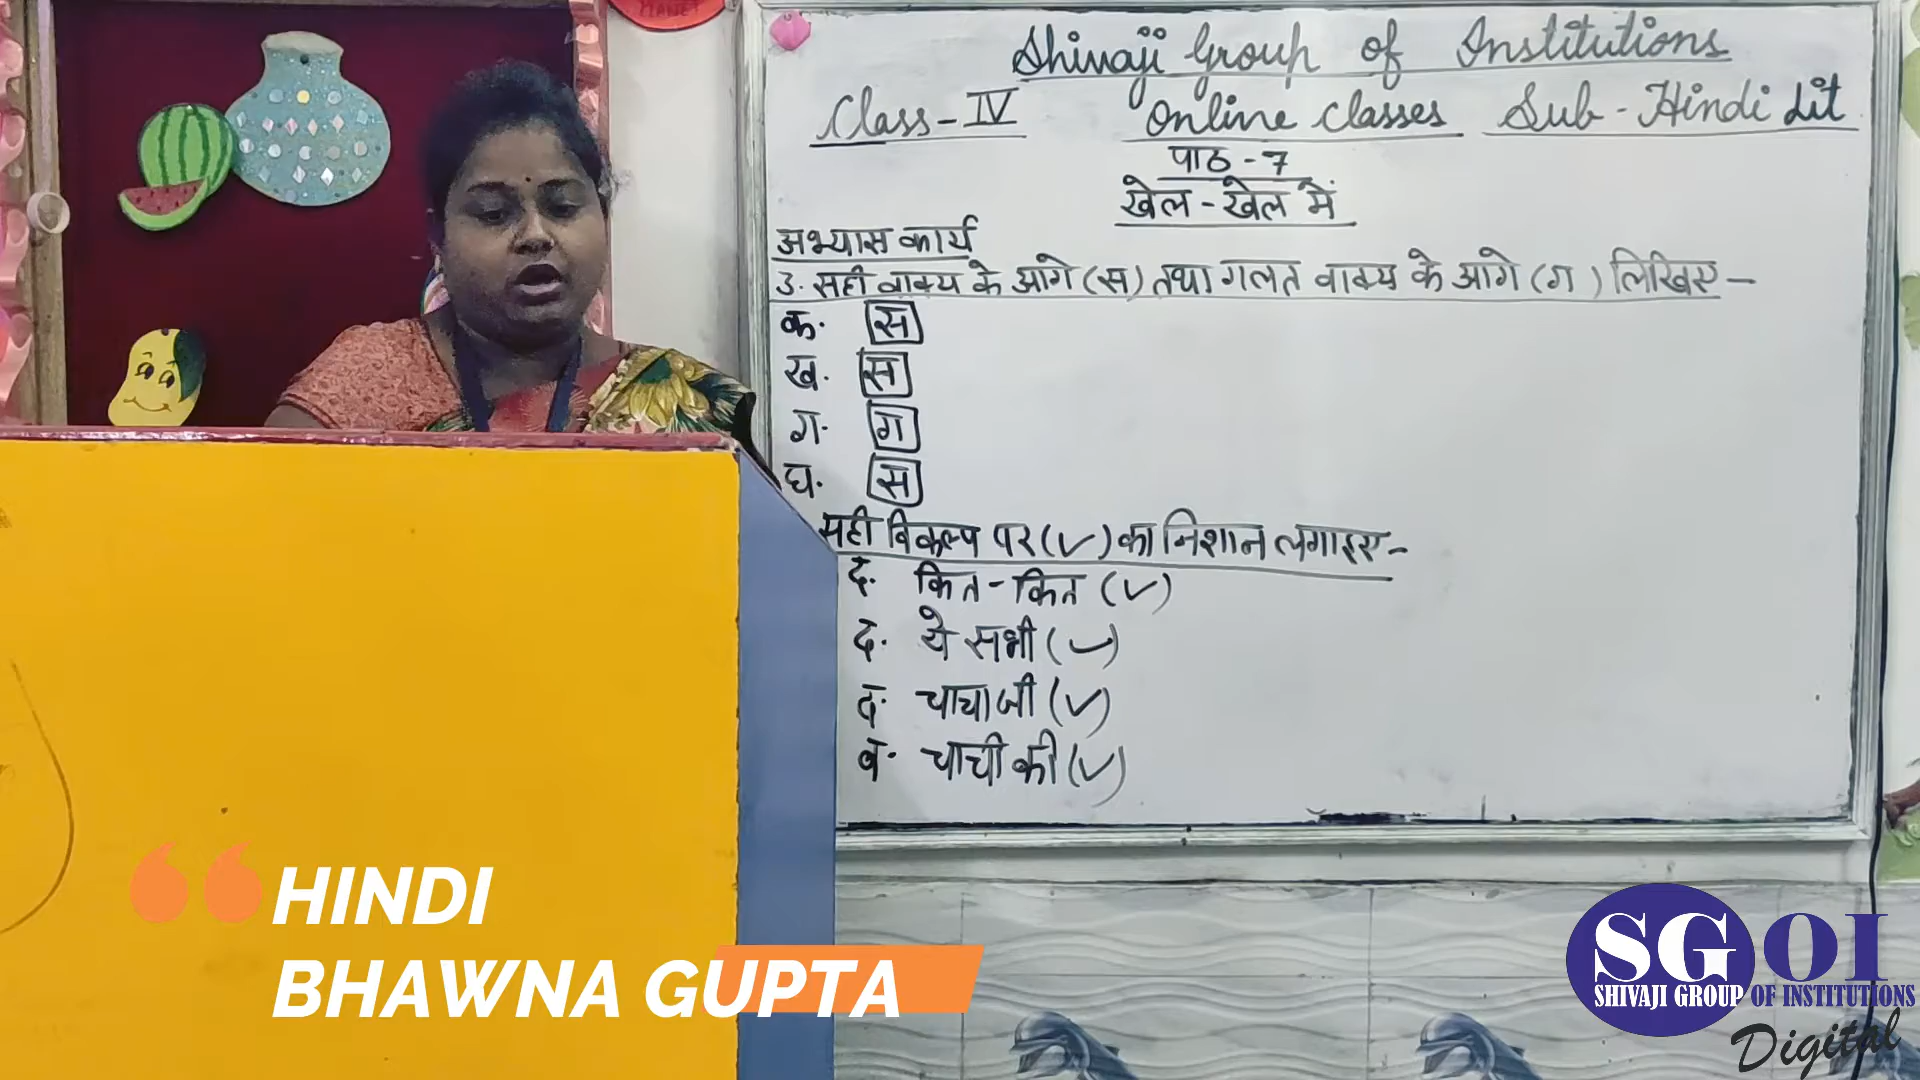 PLANET
Shivaji Group of Institutions
Class-IV Online Classes Sub-Hindi Lit
पाठ-7
खेल-खेल में
अभ्यास कार्य
3. सही वाक्य के आगे (स) तथा गलत वाक्य के आगे (ग) लिखिए-
क. स
ख. स
ग. ग
घ. स
सही विकल्प पर (✓) का निशान लगाइए-
द. कित-कित (✓)
द. ये सभी (✓)
द. चाचाजी (✓)
ब. चाची की (✓)
HINDI
BHAWNA GUPTA
SGOI
SHIVAJI GROUP OF INSTITUTIONS
Digital